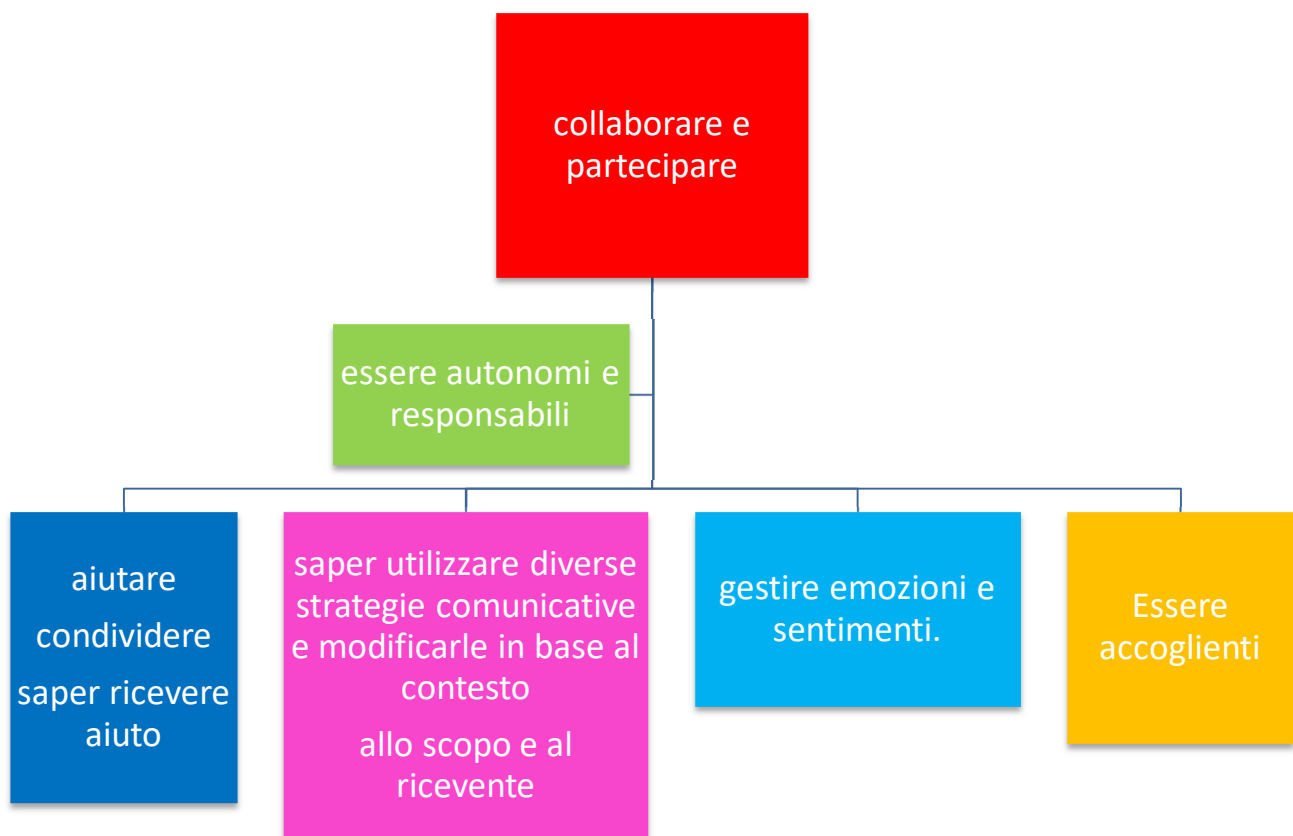 collaborare e
partecipare
essere autonomi e
responsabili
aiutare
condividere
saper ricevere
aiuto
saper utilizzare diverse
strategie comunicative
e modificarle in base al
contesto
allo scopo e al
ricevente
gestire emozioni e
sentimenti.
Essere
accoglienti